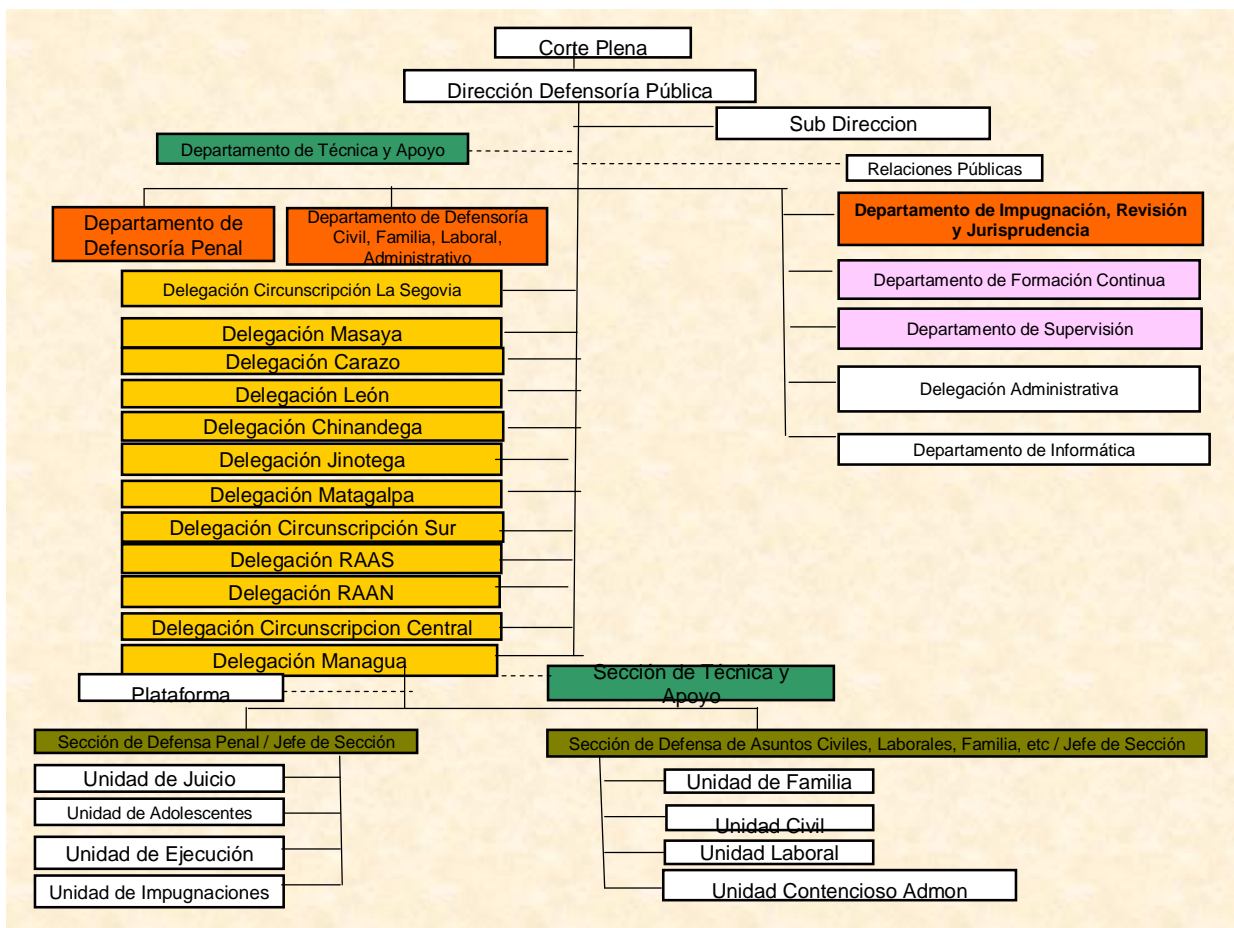 Corte Plena
Dirección Defensoría Pública
Sub Direccion
Departamento de Técnica y Apoyo
Relaciones Públicas
Departamento de
Defensoría Penal
Departamento de Defensoría
Civil, Familia, Laboral,
Administrativo
Departamento de Impugnación, Revisión
y Jurisprudencia
Departamento de Formación Continua
Departamento de Supervisión
Delegación Administrativa
Departamento de Informática
Delegación Circunscripción La Segovia
Delegación Masaya
Delegación Carazo
Delegación León
Delegación Chinandega
Delegación Jinotega
Delegación Matagalpa
Delegación Circunscripción Sur
Delegación RAAS
Delegación RAAN
Delegación Circunscripcion Central
Delegación Managua
Plataforma
Sección de Técnica y
Apoyo
Sección de Defensa Penal / Jefe de Sección
Unidad de Juicio
Unidad de Adolescentes
Unidad de Ejecución
Unidad de Impugnaciones
Sección de Defensa de Asuntos Civiles, Laborales, Familia, etc / Jefe de Sección
Unidad de Familia
Unidad Civil
Unidad Laboral
Unidad Contencioso Admon